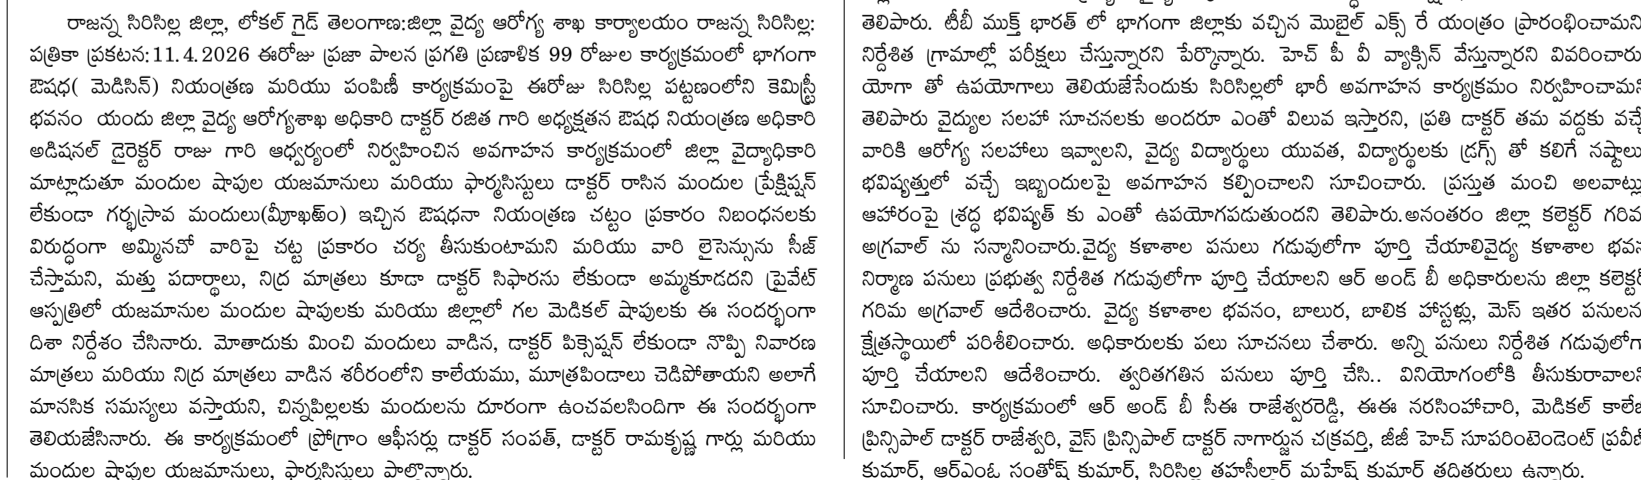 రాజన్న సిరిసిల్ల జిల్లా, లోకల్ గైడ్ తెలంగాణ:జిల్లా వైద్య ఆరోగ్య శాఖ కార్యాలయం రాజన్న సిరిసిల్ల:
పత్రికా ప్రకటన:11.4.2026 ఈరోజు ప్రజా పాలన ప్రగతి ప్రణాళిక 99 రోజుల కార్యక్రమంలో భాగంగా
ఔషధ( మెడిసిన్) నియంత్రణ మరియు పంపిణీ కార్యక్రమంపై ఈరోజు సిరిసిల్ల పట్టణంలోని కెమిస్ట్రీ
భవనం యందు జిల్లా వైద్య ఆరోగ్యశాఖ అధికారి డాక్టర్ రజిత గారి అధ్యక్షతన ఔషధ నియంత్రణ అధికారి
అడిషనల్ డైరెక్టర్ రాజు గారి ఆధ్వర్యంలో నిర్వహించిన అవగాహన కార్యక్రమంలో జిల్లా వైద్యాధికారి
మాట్లాడుతూ మందుల షాపుల యజమానులు మరియు ఫార్మసిస్టులు డాక్టర్ రాసిన మందుల ప్రేక్షిప్షన్
లేకుండా గర్భస్రావ ఇచ్చిన ఔషధనా నియంత్రణ చట్టం ప్రకారం నిబంధనలకు
విరుద్ధంగా అమ్మినచో వారిపై చట్ట ప్రకారం చర్య తీసుకుంటామని మరియు వారి లైసెన్సును సీజ్
చేస్తామని, మత్తు పదార్థాలు, నిద్ర మాత్రలు కూడా డాక్టర్ సిఫారసు లేకుండా అమ్మకూడదని ప్రైవేట్
ఆస్పత్రిలో యజమానుల మందుల షాపులకు మరియు జిల్లాలో గల మెడికల్ షాపులకు ఈ సందర్భంగా
దిశా నిర్దేశం చేసినారు. మోతాదుకు మించి మందులు వాడిన, డాక్టర్ పిక్సెప్షన్ లేకుండా నొప్పి నివారణ
మాత్రలు మరియు నిద్ర మాత్రలు వాడిన శరీరంలోని కాలేయము, మూత్రపిండాలు చెడిపోతాయని అలాగే
మానసిక సమస్యలు వస్తాయని, చిన్నపిల్లలకు మందులను దూరంగా ఉంచవలసిందిగా ఈ సందర్భంగా
తెలియజేసినారు. ఈ కార్యక్రమంలో ప్రోగ్రాం ఆఫీసర్లు డాక్టర్ సంపత్, డాక్టర్ రామకృష్ణ గార్లు మరియు
మందుల షాపుల యజమానులు, ఫార్మసిస్టులు పాల్గొన్నారు.
తెలిపారు. టీబీ ముక్త్ భారత్ లో భాగంగా జిల్లాకు వచ్చిన మొబైల్ ఎక్స్ రే యంత్రం ప్రారంభించామని
నిర్దేశిత గ్రామాల్లో పరీక్షలు చేస్తున్నారని పేర్కొన్నారు. హెచ్ పీ వీ వ్యాక్సిన్ వేస్తున్నారని వివరించారు
యోగా తో ఉపయోగాలు తెలియజేసేందుకు సిరిసిల్లలో భారీ అవగాహన కార్యక్రమం నిర్వహించామని
తెలిపారు వైద్యుల సలహా సూచనలకు అందరూ ఎంతో విలువ ఇస్తారని, ప్రతి డాక్టర్ తమ వద్దకు వచ్చే
వారికి ఆరోగ్య సలహాలు ఇవ్వాలని, వైద్య విద్యార్థులు యువత, విద్యార్థులకు డ్రగ్స్ తో కలిగే నష్టాలు
భవిష్యత్తులో వచ్చే ఇబ్బందులపై అవగాహన కల్పించాలని సూచించారు. ప్రస్తుత మంచి అలవాట్లు
ఆహారంపై శ్రద్ధ భవిష్యత్ కు ఎంతో ఉపయోగపడుతుందని తెలిపారు.అనంతరం జిల్లా కలెక్టర్ గరిమ
అగ్రవాల్ ను సన్మానించారు.వైద్య కళాశాల పనులు గడువులోగా పూర్తి చేయాలివైద్య కళాశాల భవన
నిర్మాణ పనులు ప్రభుత్వ నిర్దేశిత గడువులోగా పూర్తి చేయాలని ఆర్ అండ్ బీ అధికారులను జిల్లా కలెక్టర్
గరిమ అగ్రవాల్ ఆదేశించారు. వైద్య కళాశాల భవనం, బాలుర, బాలిక హాస్టళ్లు, మెస్ ఇతర పనులను
క్షేత్రస్థాయిలో పరిశీలించారు. అధికారులకు పలు సూచనలు చేశారు. అన్ని పనులు నిర్దేశిత గడువులోగా
పూర్తి చేయాలని ఆదేశించారు. త్వరితగతిన పనులు పూర్తి చేసి.. వినియోగంలోకి తీసుకురావాలని
సూచించారు. కార్యక్రమంలో ఆర్ అండ్ బీ సీఈ రాజేశ్వరరెడ్డి, ఈఈ నరసింహాచారి, మెడికల్ కాలేజ్
ప్రిన్సిపాల్ డాక్టర్ రాజేశ్వరి, వైస్ ప్రిన్సిపాల్ డాక్టర్ నాగార్జున చక్రవర్తి, జీజీ హెచ్ సూపరింటెండెంట్ ప్రవీణ్
కుమార్, ఆర్ఎంఓ సంతోష్ కుమార్, సిరిసిల్ల తహసీల్దార్ మహేష్ కుమార్ తదితరులు ఉన్నారు.